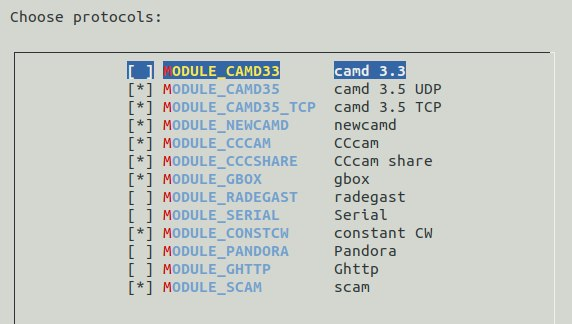 Choose protocols:
[ ] MODULE_CAMD33 camd 3.3
[*] MODULE_CAMD35 camd 3.5 UDP
[*] MODULE_CAMD35_TCP camd 3.5 TCP
[*] MODULE_NEWCAMD newcamd
[*] MODULE_CCCAM CCcam
[*] MODULE_CCCSHARE CCcam share
[*] MODULE_GBOX gbox
[ ] MODULE_RADEGAST radegast
[ ] MODULE_SERIAL Serial
[*] MODULE_CONSTCW constant CW
[ ] MODULE_PANDORA Pandora
[ ] MODULE_GHTTP Ghttp
[*] MODULE_SCAM scam